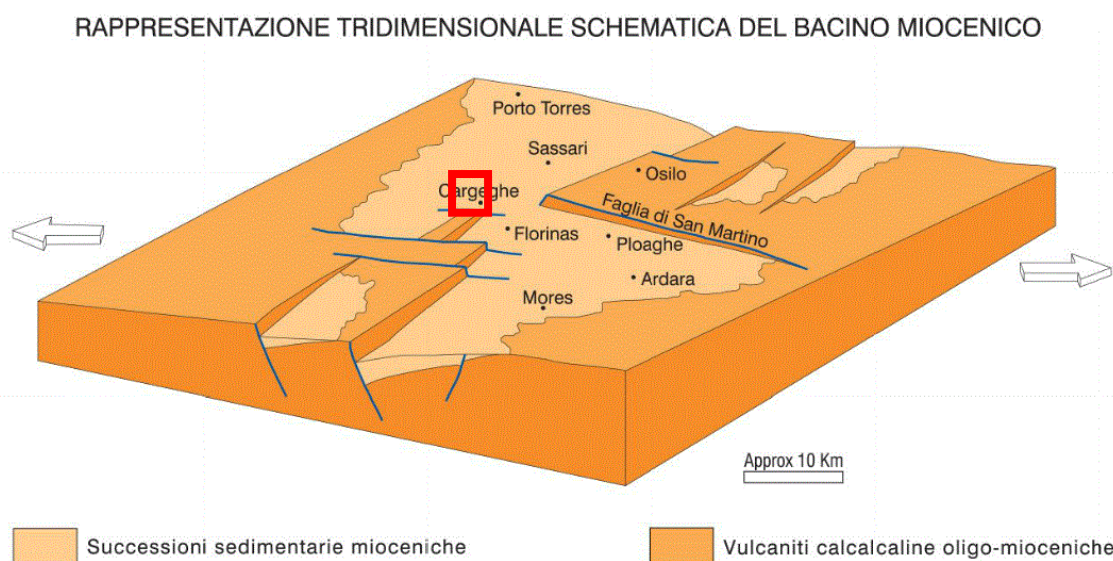 RAPPRESENTAZIONE TRIDIMENSIONALE SCHEMATICA DEL BACINO MIOCENICO
Porto Torres
Sassari
Osilo
Cargeghe
Faglia di San Martino
Florinas
Ploaghe
Ardara
Mores
Approx 10 Km
Successioni sedimentarie mioceniche
Vulcaniti calcalcaline oligo-mioceniche